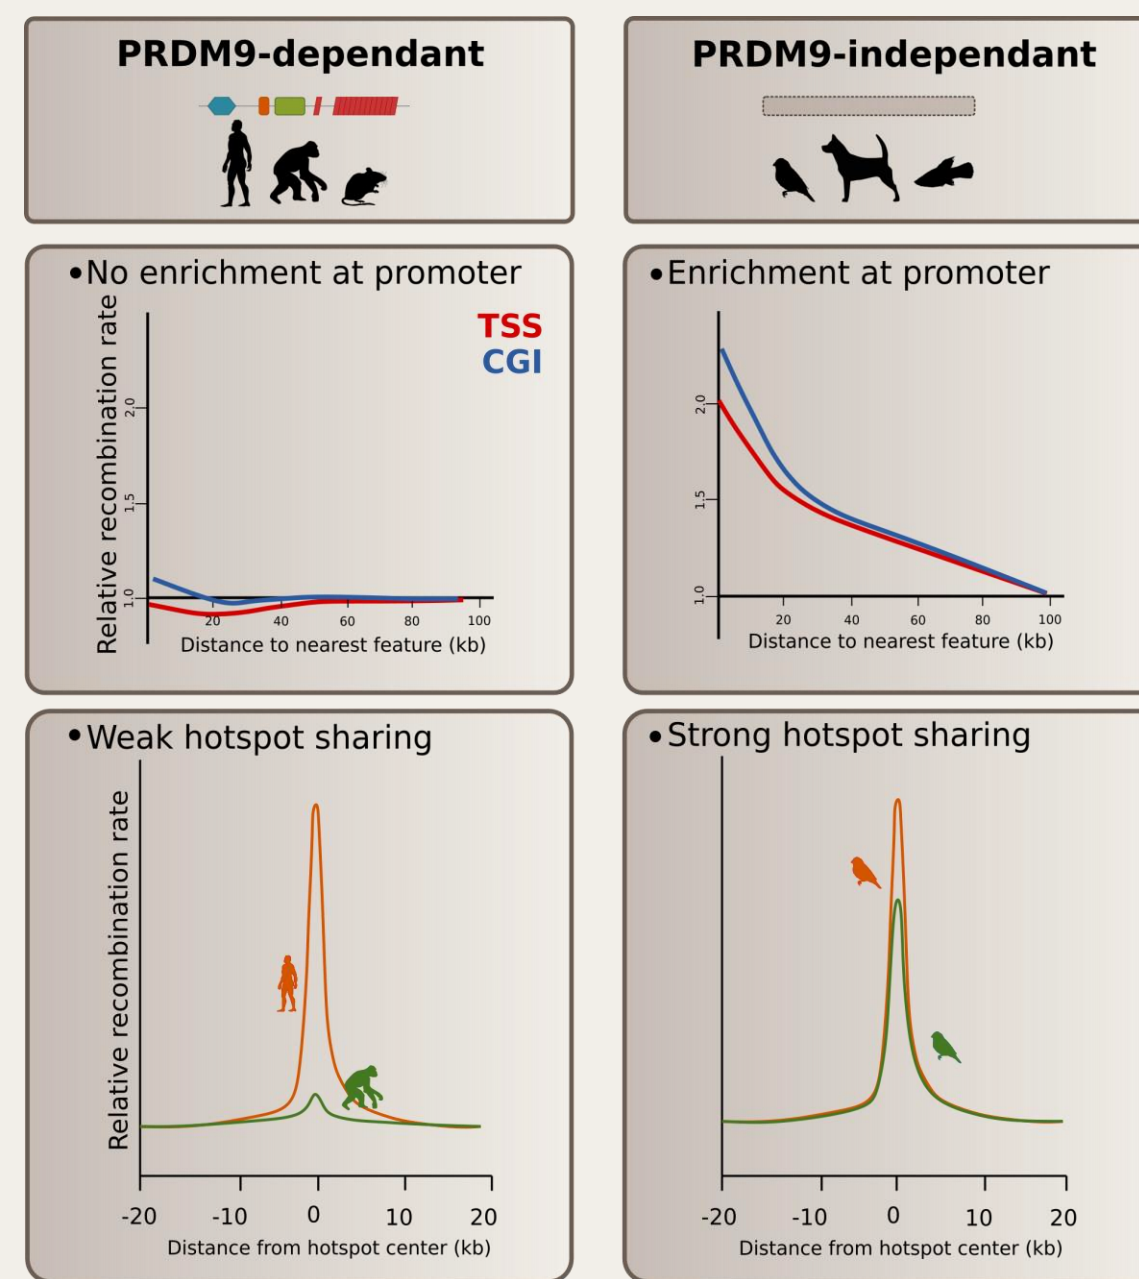 PRDM9-dependant
PRDM9-independant
•No enrichment at promoter
TSS
CGI
Relative recombination rate
2.0
1.5
1.0
20 40 60 80 100
Distance to nearest feature (kb)
•Enrichment at promoter
2.0
1.5
1.0
20 40 60 80 100
Distance to nearest feature (kb)
•Weak hotspot sharing
Relative recombination rate
-20 -10 0 10 20
Distance from hotspot center (kb)
•Strong hotspot sharing
-20 -10 0 10 20
Distance from hotspot center (kb)